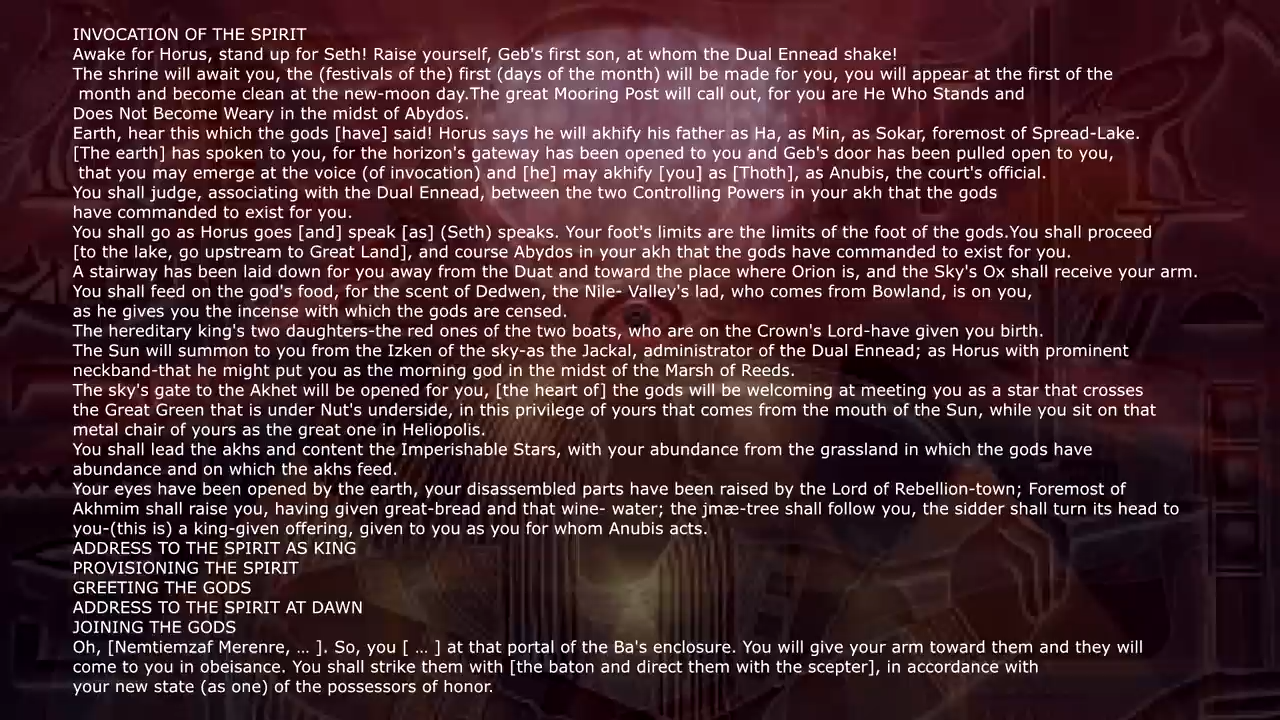 INVOCATION OF THE SPIRIT
Awake for Horus, stand up for Seth! Raise yourself, Geb's first son, at whom the Dual Ennead shake!
The shrine will await you, the (festivals of the) first (days of the month) will be made for you, you will appear at the first of the
month and become clean at the new-moon day.The great Mooring Post will call out, for you are He Who Stands and
Does Not Become Weary in the midst of Abydos.
Earth, hear this which the gods [have] said! Horus says he will akhify his father as Ha, as Min, as Sokar, foremost of Spread-Lake.
[The earth] has spoken to you, for the horizon's gateway has been opened to you and Geb's door has been pulled open to you,
that you may emerge at the voice (of invocation) and [he] may akhify [you] as [Thoth], as Anubis, the court's official.
You shall judge, associating with the Dual Ennead, between the two Controlling Powers in your akh that the gods
have commanded to exist for you.
You shall go as Horus goes [and] speak [as] (Seth) speaks. Your foot's limits are the limits of the foot of the gods.You shall proceed
[to the lake, go upstream to Great Land], and course Abydos in your akh that the gods have commanded to exist for you.
A stairway has been laid down for you away from the Duat and toward the place where Orion is, and the Sky's Ox shall receive your arm.
You shall feed on the god's food, for the scent of Dedwen, the Nile- Valley's lad, who comes from Bowland, is on you,
as he gives you the incense with which the gods are censed.
The hereditary king's two daughters-the red ones of the two boats, who are on the Crown's Lord-have given you birth.
The Sun will summon to you from the Izken of the sky-as the Jackal, administrator of the Dual Ennead; as Horus with prominent
neckband-that he might put you as the morning god in the midst of the Marsh of Reeds.
The sky's gate to the Akhet will be opened for you, [the heart of] the gods will be welcoming at meeting you as a star that crosses
the Great Green that is under Nut's underside, in this privilege of yours that comes from the mouth of the Sun, while you sit on that
metal chair of yours as the great one in Heliopolis.
You shall lead the akhs and content the Imperishable Stars, with your abundance from the grassland in which the gods have
abundance and on which the akhs feed.
Your eyes have been opened by the earth, your disassembled parts have been raised by the Lord of Rebellion-town; Foremost of
Akhmim shall raise you, having given great-bread and that wine- water; the jmæ-tree shall follow you, the sidder shall turn its head to
you-(this is) a king-given offering, given to you as you for whom Anubis acts.
ADDRESS TO THE SPIRIT AS KING
PROVISIONING THE SPIRIT
GREETING THE GODS
ADDRESS TO THE SPIRIT AT DAWN
JOINING THE GODS
Oh, [Nemtiemzaf Merenre, ... ]. So, you [ ... ] at that portal of the Ba's enclosure. You will give your arm toward them and they will
come to you in obeisance. You shall strike them with [the baton and direct them with the scepter], in accordance with
your new state (as one) of the possessors of honor.